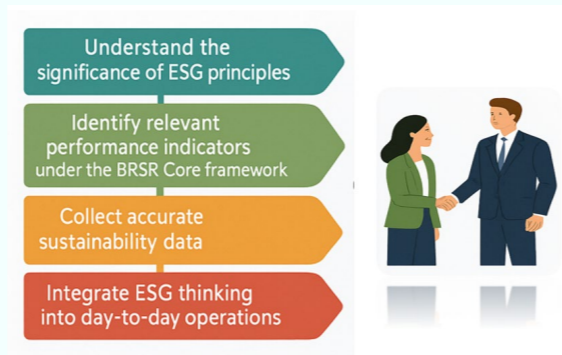 Understand the
significance of ESG principles
Identify relevant
performance indicators
under the BRSR Core framework
Collect accurate
sustainability data
Integrate ESG thinking
into day-to-day operations